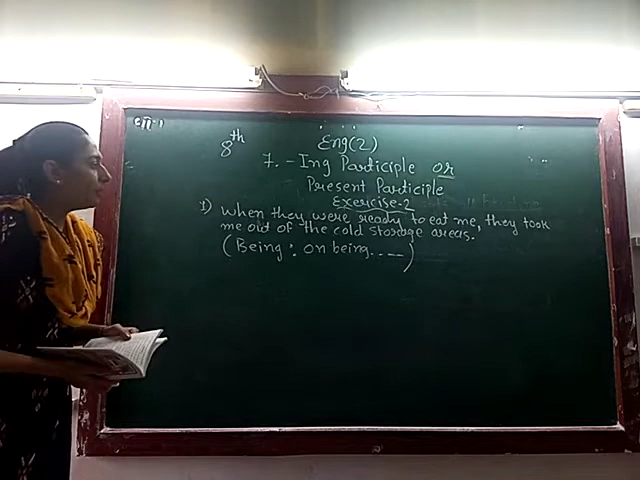 8th Eng(2)
7. -Ing Participle or
Present Participle
Exercise-2
1) When they were ready to eat me, they took
me out of the cold storage areas.
(Being : on being....—)